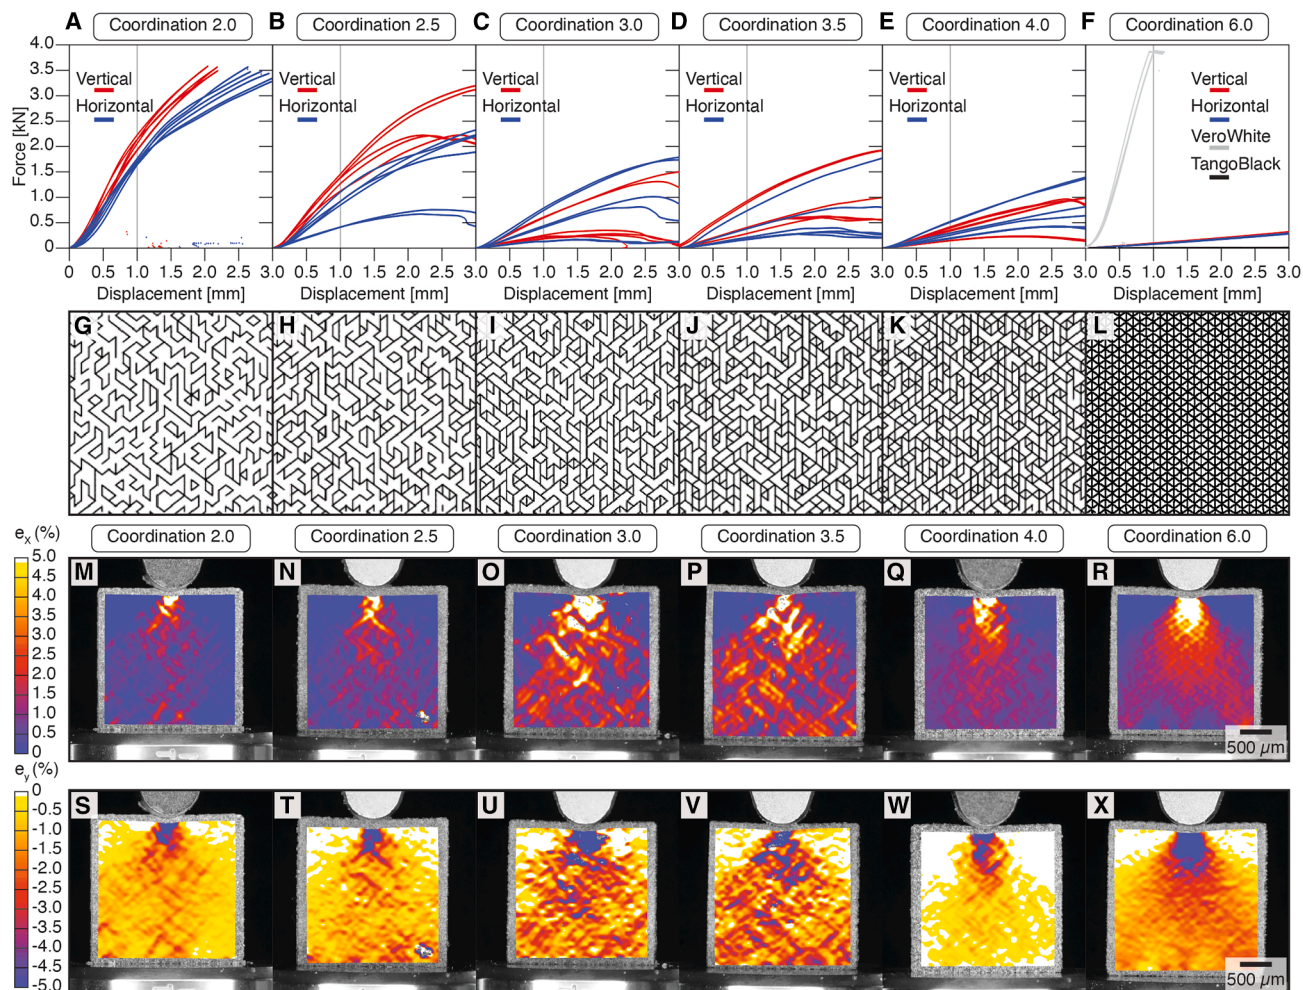 A Coordination 2.0 B Coordination 2.5 C Coordination 3.0 D Coordination 3.5 E Coordination 4.0 F Coordination 6.0
Force [kN]
4.0
3.5
3.0
2.5
2.0
1.5
1.0
0.5
0
Vertical
Horizontal
Vertical
Horizontal
Vertical
Horizontal
Vertical
Horizontal
Vertical
Horizontal
Vertical
Horizontal
VeroWhite
TangoBlack
0 0.5 1.0 1.5 2.0 2.5 3.0 0.5 1.0 1.5 2.0 2.5 3.0 0.5 1.0 1.5 2.0 2.5 3.0 0.5 1.0 1.5 2.0 2.5 3.0 0.5 1.0 1.5 2.0 2.5 3.0 0.5 1.0 1.5 2.0 2.5 3.0
Displacement [mm] Displacement [mm] Displacement [mm] Displacement [mm] Displacement [mm] Displacement [mm]
G H I J K L
eₓ (%) Coordination 2.0 Coordination 2.5 Coordination 3.0 Coordination 3.5 Coordination 4.0 Coordination 6.0
5.0
4.5
4.0
3.5
3.0
2.5
2.0
1.5
1.0
0.5
0
M N O P Q R
500 µm
e_y (%)
0
-0.5
-1.0
-1.5
-2.0
-2.5
-3.0
-3.5
-4.0
-4.5
-5.0
S T U V W X
500 µm